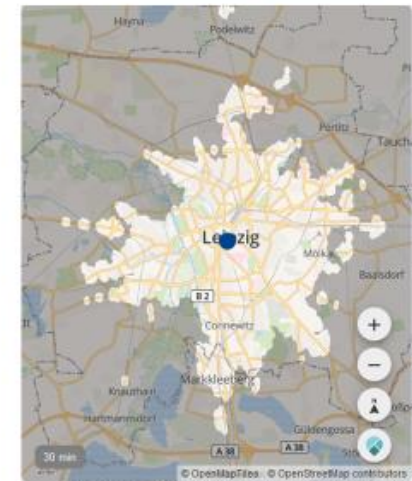 Hayna
Podelwitz
Portitz
Taucha
Leipzig
Mölkau
Baalsdorf
B 2
Connewitz
+
−
Markkleeberg
N
Knauthain
Hartmannsdorf
Güldengossa
30 min
A 38
A 38
© OpenMapTiles © OpenStreetMap contributors